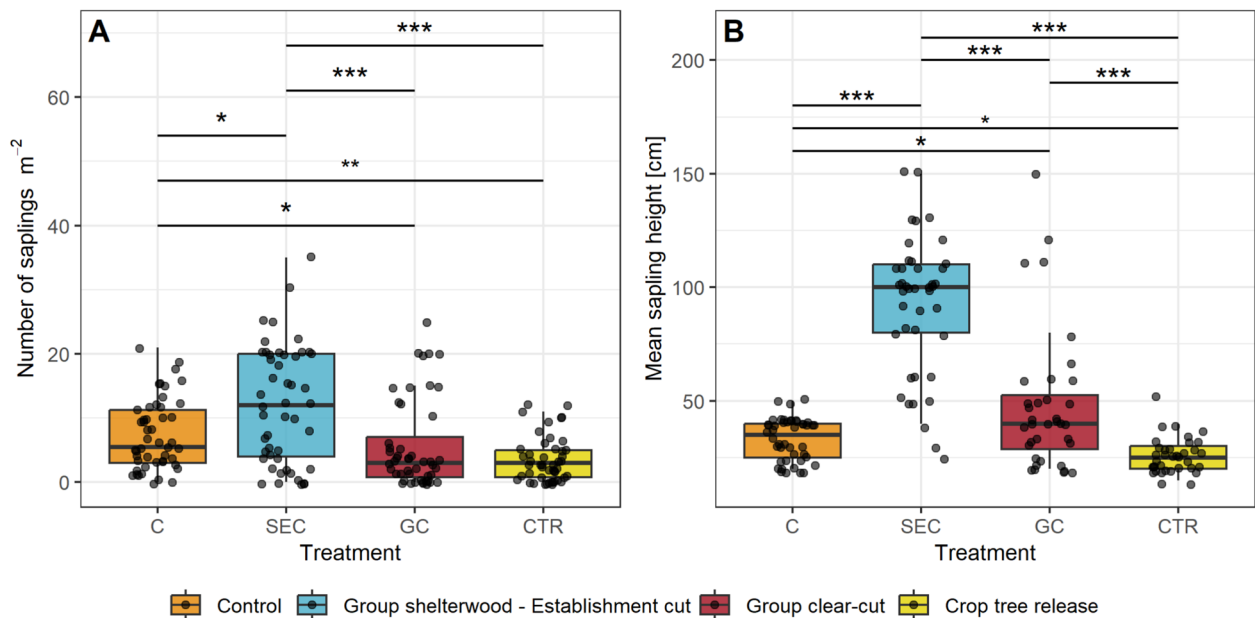 A
Number of saplings m⁻²
60
40
20
0
***
***
*
**
*
C SEC GC CTR
Treatment
B
Mean sapling height [cm]
200
150
100
50
***
***
***
***
*
*
C SEC GC CTR
Treatment
Control Group shelterwood - Establishment cut Group clear-cut Crop tree release